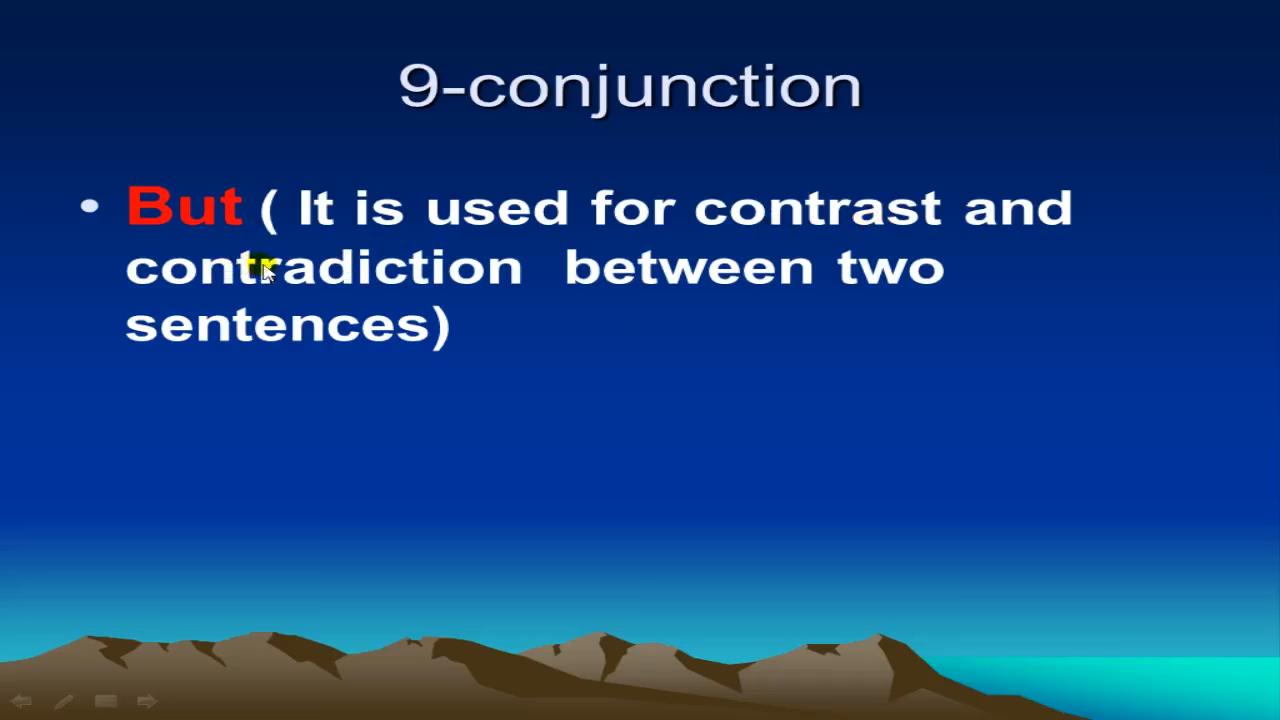 9-conjunction
• But ( It is used for contrast and
contradiction between two
sentences)